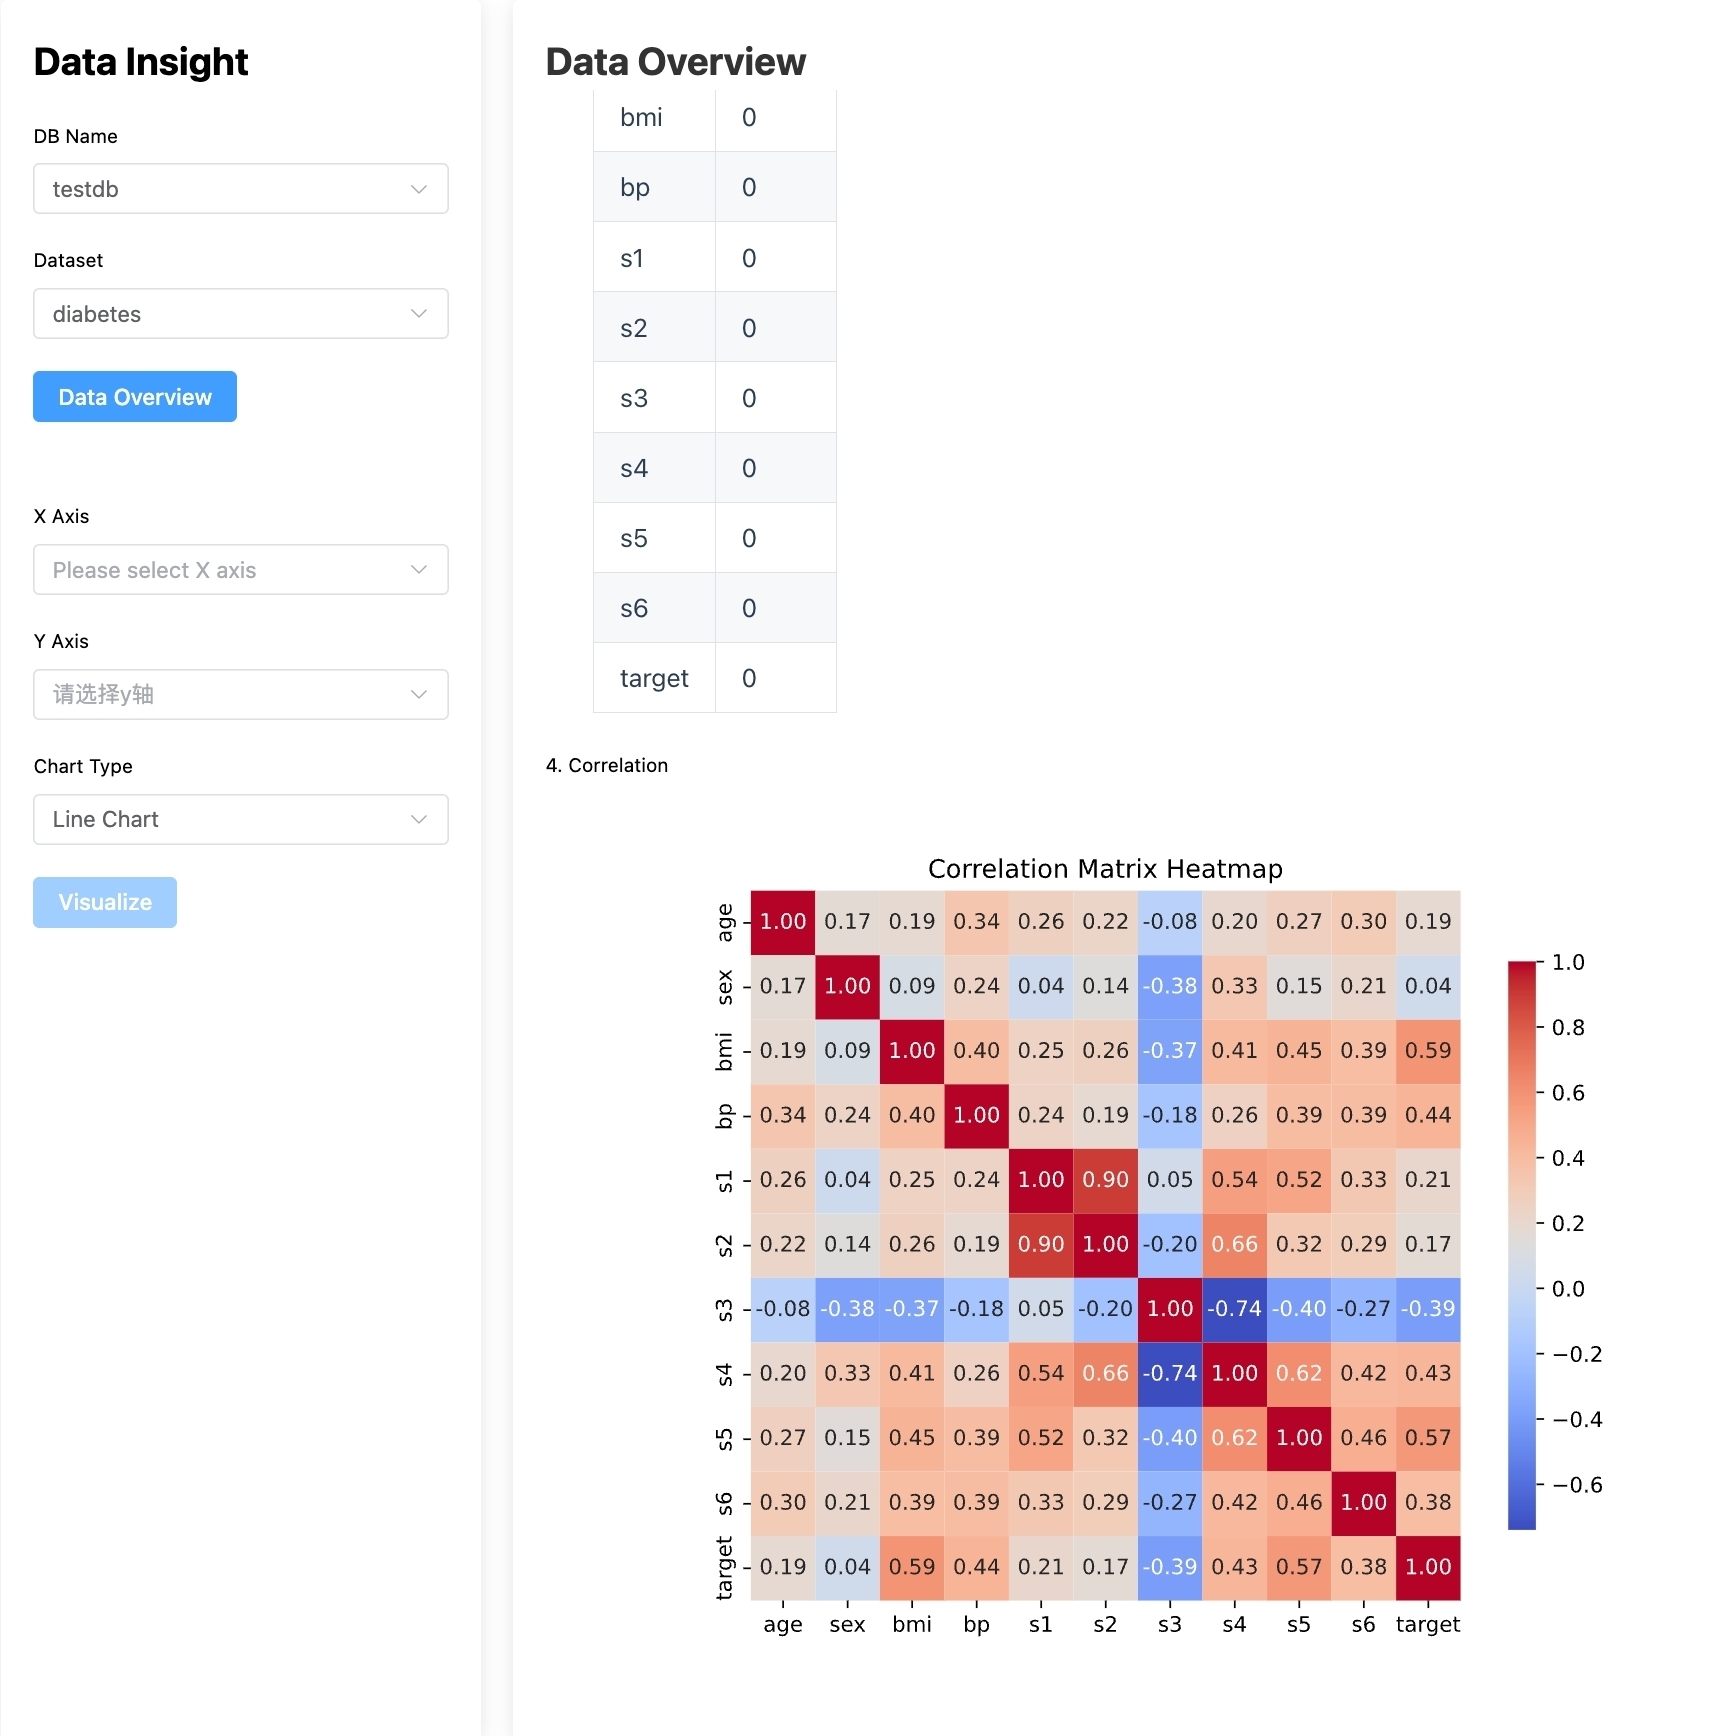 Data Insight
DB Name
testdb
Dataset
diabetes
Data Overview
X Axis
Please select X axis
Y Axis
请选择y轴
Chart Type
Line Chart
Visualize
Data Overview
bmi 0
bp 0
s1 0
s2 0
s3 0
s4 0
s5 0
s6 0
target 0
4. Correlation
Correlation Matrix Heatmap
age 1.00 0.17 0.19 0.34 0.26 0.22 -0.08 0.20 0.27 0.30 0.19
sex 0.17 1.00 0.09 0.24 0.04 0.14 -0.38 0.33 0.15 0.21 0.04
bmi 0.19 0.09 1.00 0.40 0.25 0.26 -0.37 0.41 0.45 0.39 0.59
bp 0.34 0.24 0.40 1.00 0.24 0.19 -0.18 0.26 0.39 0.39 0.44
s1 0.26 0.04 0.25 0.24 1.00 0.90 0.05 0.54 0.52 0.33 0.21
s2 0.22 0.14 0.26 0.19 0.90 1.00 -0.20 0.66 0.32 0.29 0.17
s3 -0.08 -0.38 -0.37 -0.18 0.05 -0.20 1.00 -0.74 -0.40 -0.27 -0.39
s4 0.20 0.33 0.41 0.26 0.54 0.66 -0.74 1.00 0.62 0.42 0.43
s5 0.27 0.15 0.45 0.39 0.52 0.32 -0.40 0.62 1.00 0.46 0.57
s6 0.30 0.21 0.39 0.39 0.33 0.29 -0.27 0.42 0.46 1.00 0.38
target 0.19 0.04 0.59 0.44 0.21 0.17 -0.39 0.43 0.57 0.38 1.00
age sex bmi bp s1 s2 s3 s4 s5 s6 target
1.0
0.8
0.6
0.4
0.2
0.0
−0.2
−0.4
−0.6